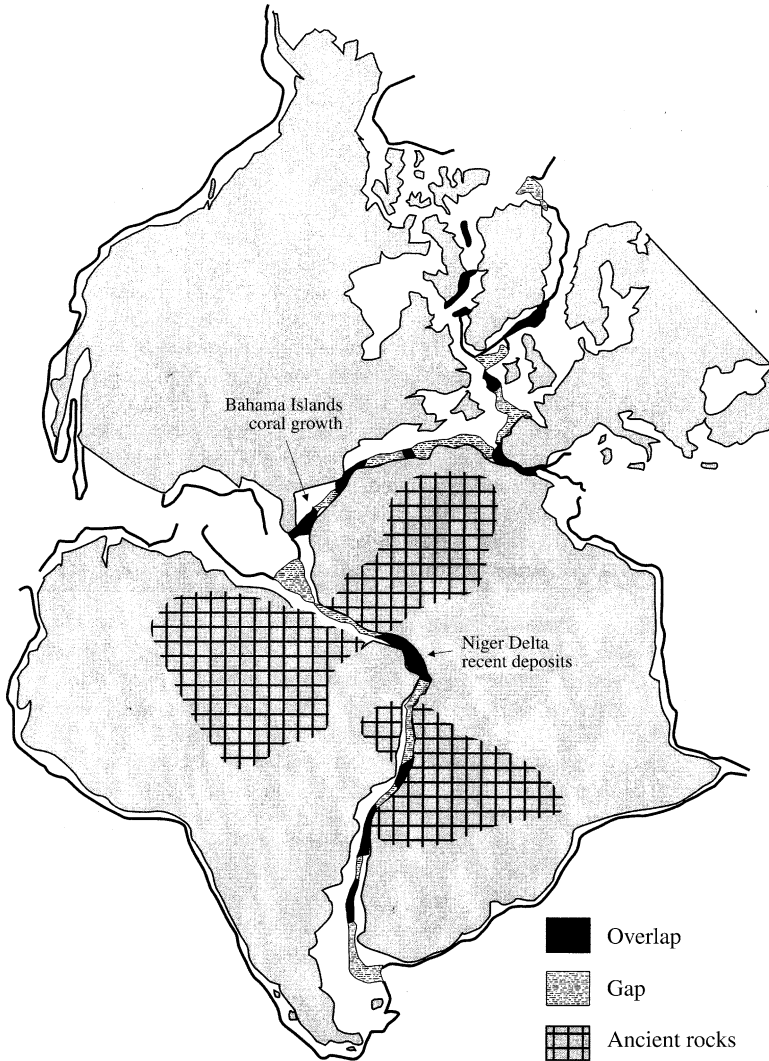 Bahama Islands
coral growth
Niger Delta
recent deposits
Overlap
Gap
Ancient rocks